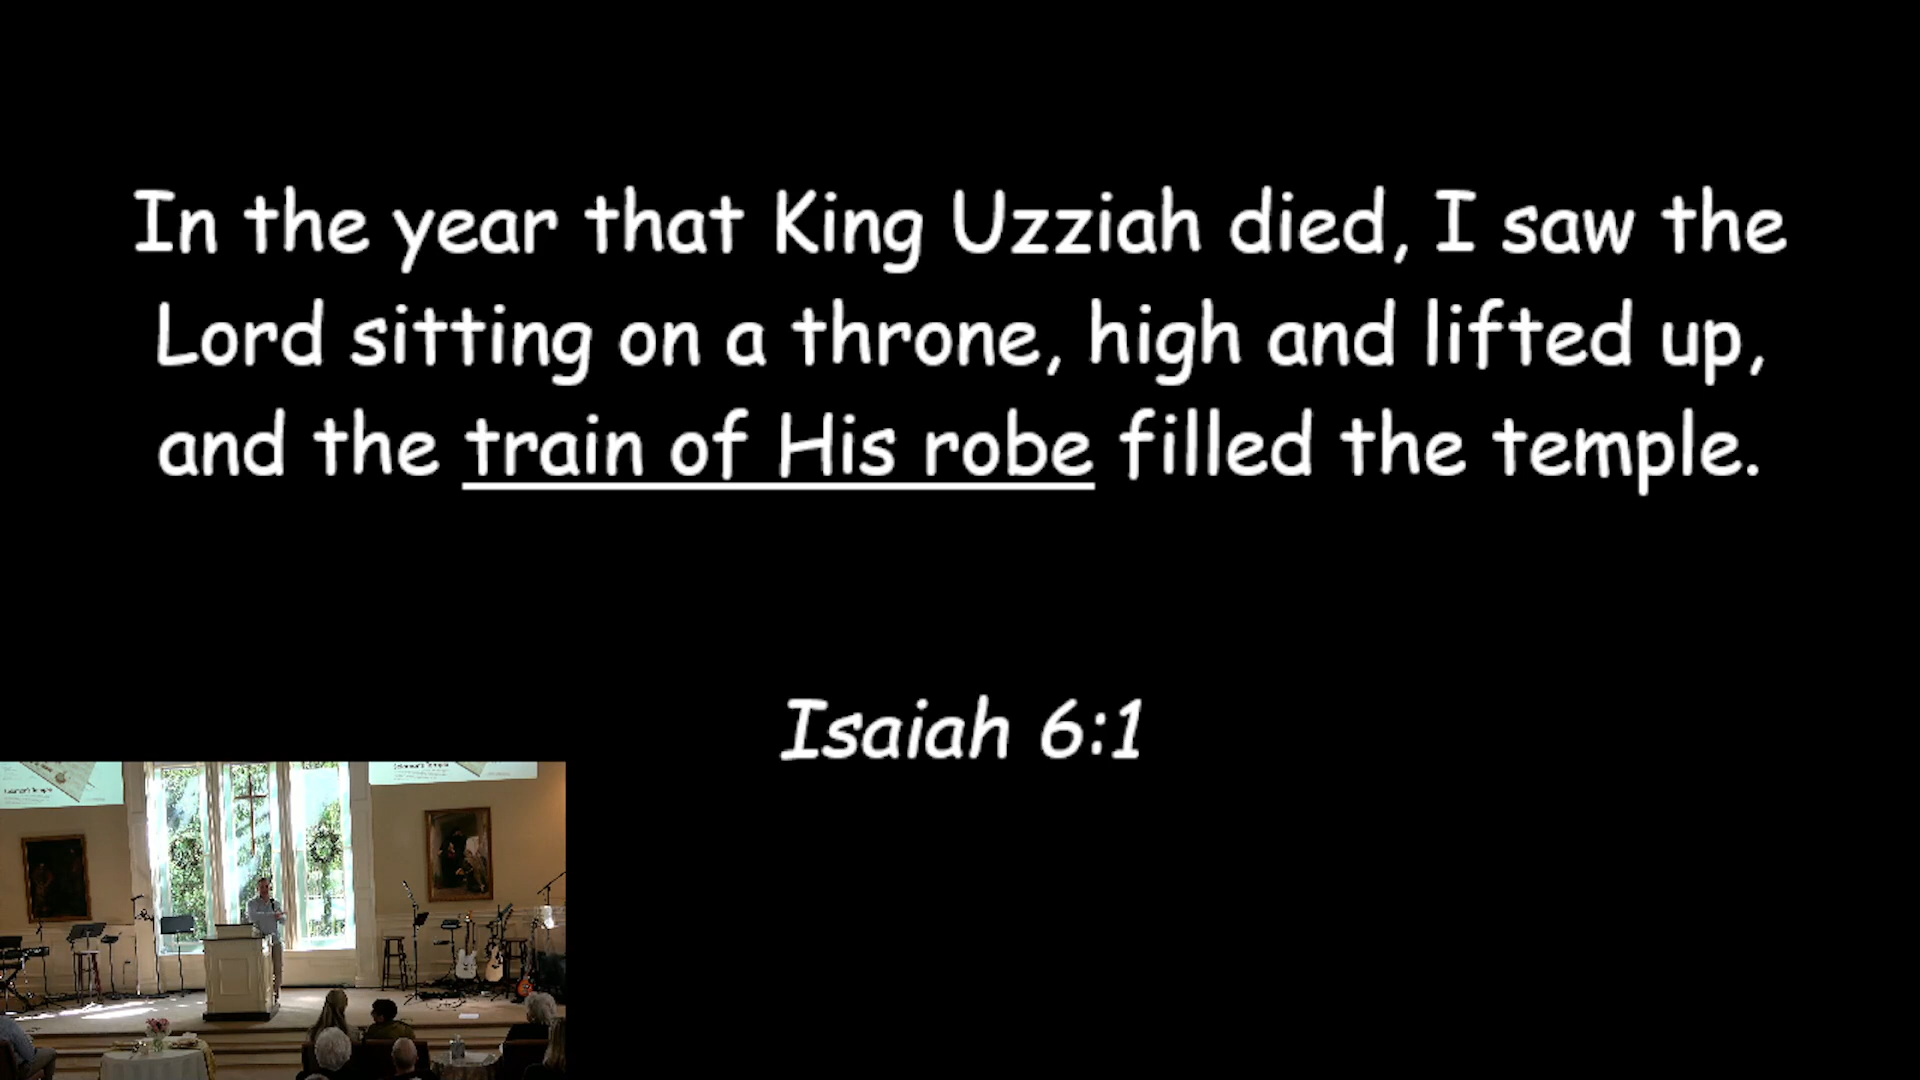 In the year that King Uzziah died, I saw the
Lord sitting on a throne, high and lifted up,
and the train of His robe filled the temple.
Isaiah 6:1